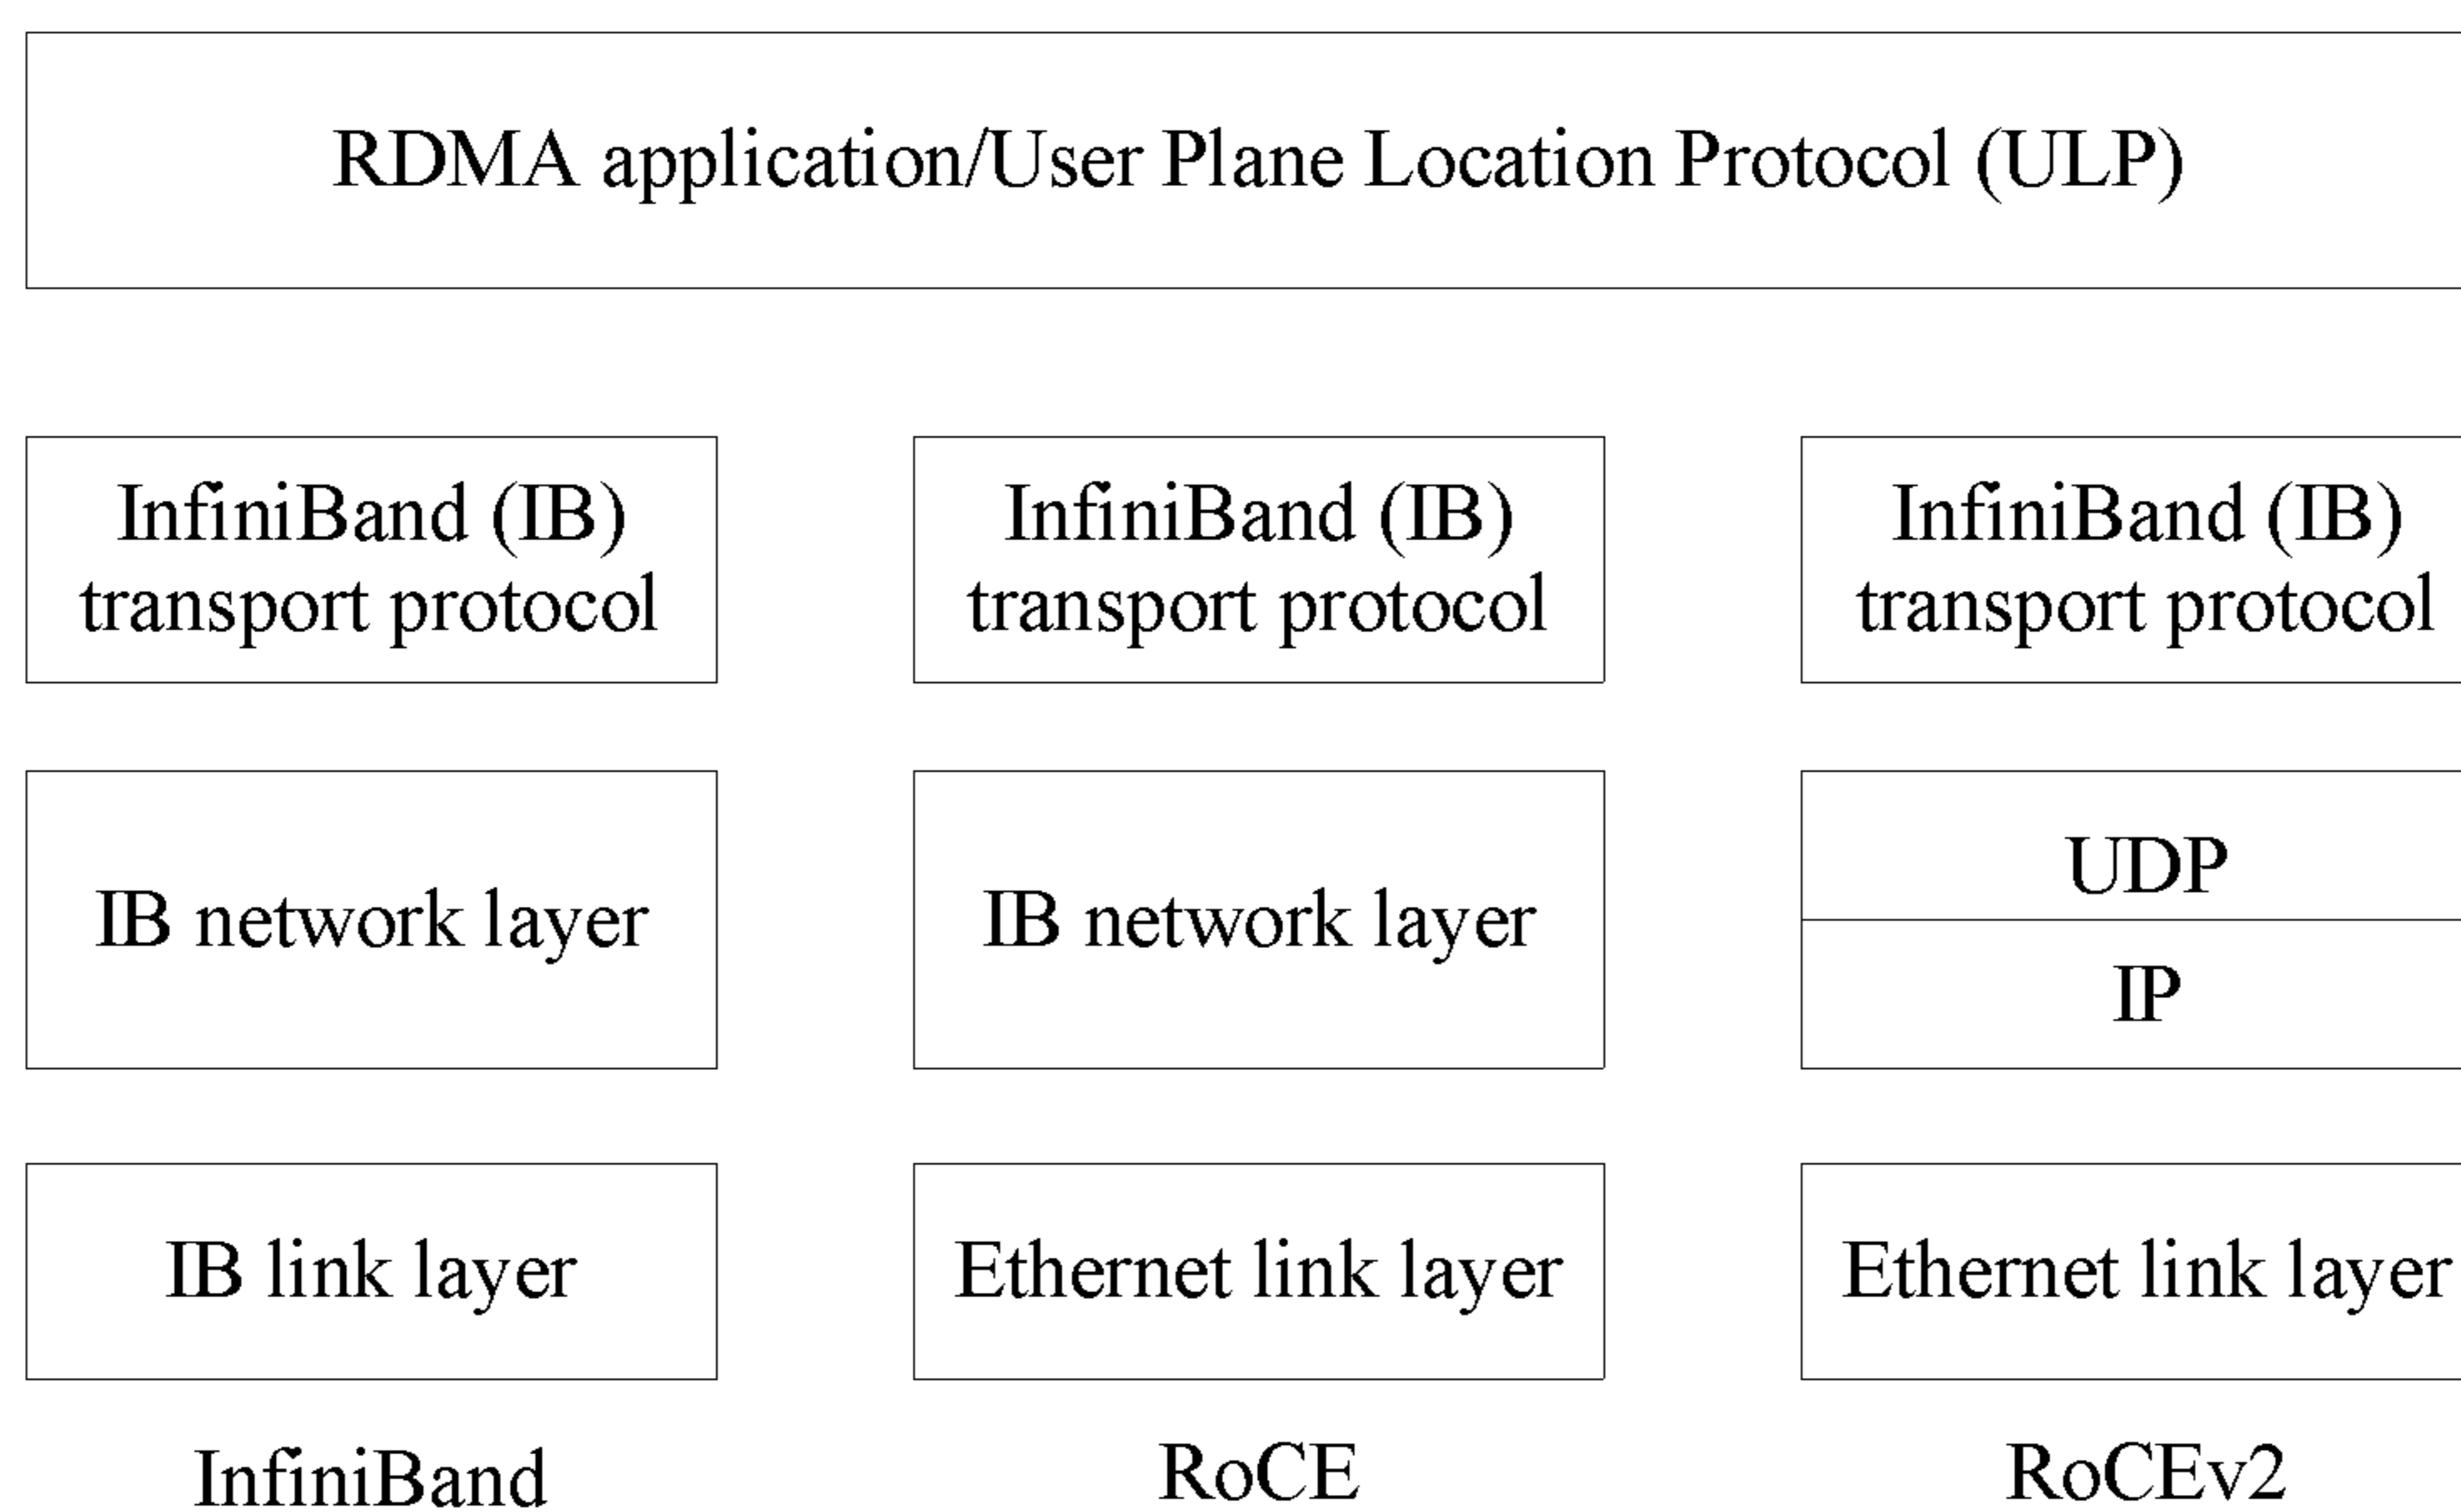 RDMA application/User Plane Location Protocol (ULP)
InfiniBand (IB)
transport protocol
InfiniBand (IB)
transport protocol
InfiniBand (IB)
transport protocol
IB network layer
IB network layer
UDP
IP
IB link layer
Ethernet link layer
Ethernet link layer
InfiniBand
RoCE
RoCEv2